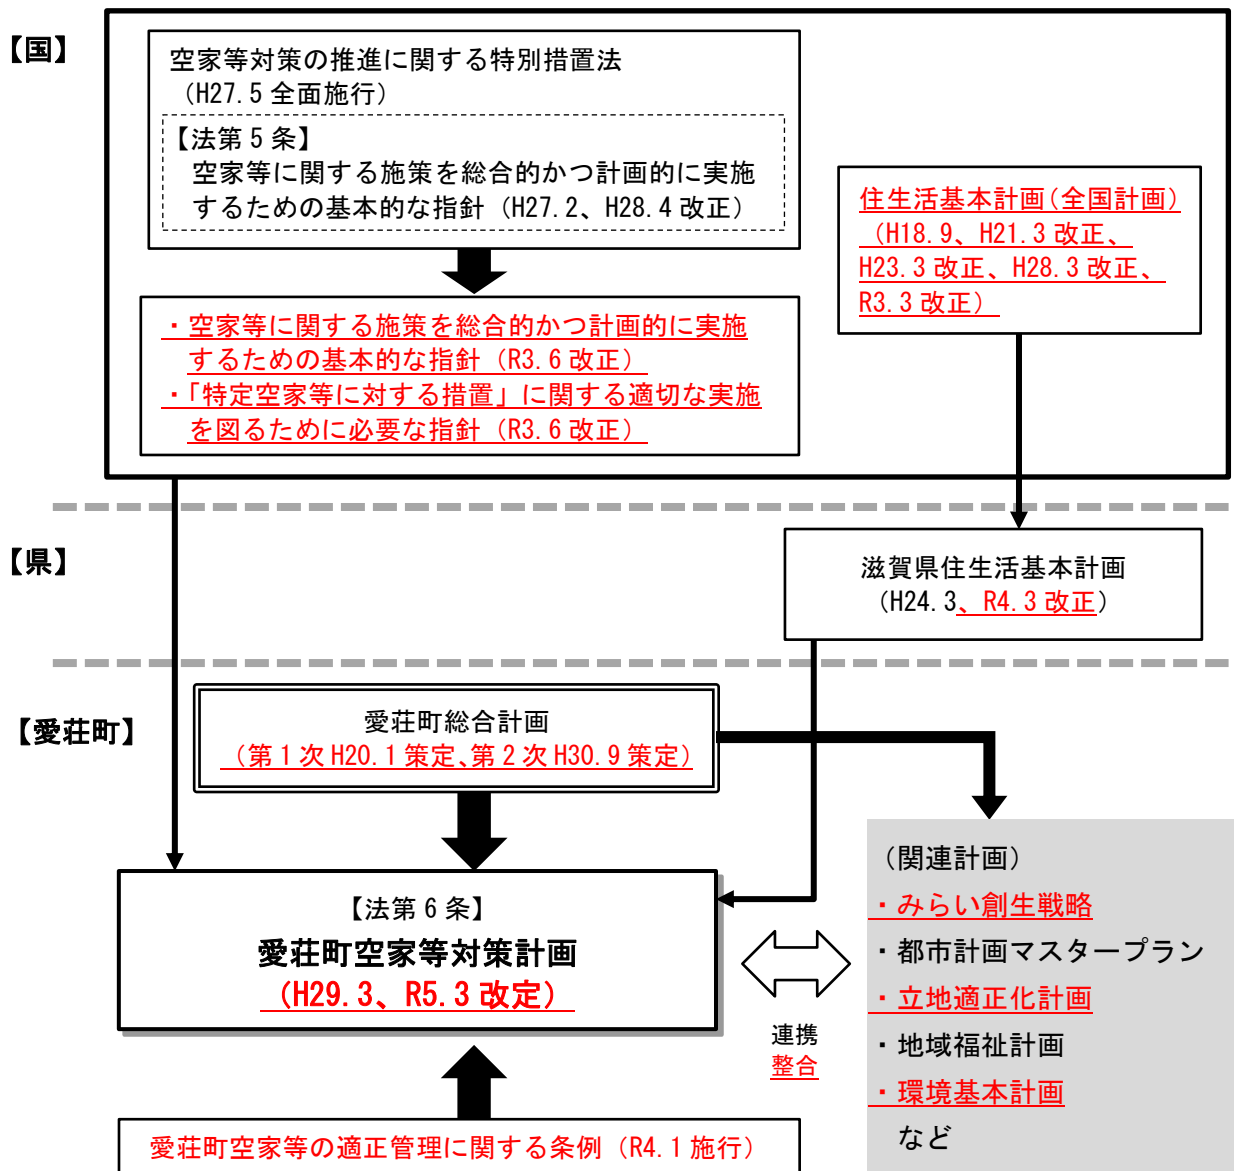 【国】
空家等対策の推進に関する特別措置法
（H27.5 全面施行）
【法第５条】
空家等に関する施策を総合的かつ計画的に実施
するための基本的な指針（H27.2、H28.4 改正）
・空家等に関する施策を総合的かつ計画的に実施
するための基本的な指針（R3.6 改正）
・「特定空家等に対する措置」に関する適切な実施
を図るために必要な指針（R3.6 改正）
住生活基本計画(全国計画)
（H18.9、H21.3 改正、
H23.3 改正、H28.3 改正、
R3.3 改正）
【県】
滋賀県住生活基本計画
（H24.3、R4.3 改正）
【愛荘町】
愛荘町総合計画
（第１次 H20.1 策定、第２次 H30.9 策定）
【法第６条】
愛荘町空家等対策計画
（H29.3、R5.3 改定）
連携
整合
（関連計画）
・みらい創生戦略
・都市計画マスタープラン
・立地適正化計画
・地域福祉計画
・環境基本計画
など
愛荘町空家等の適正管理に関する条例（R4.1 施行）